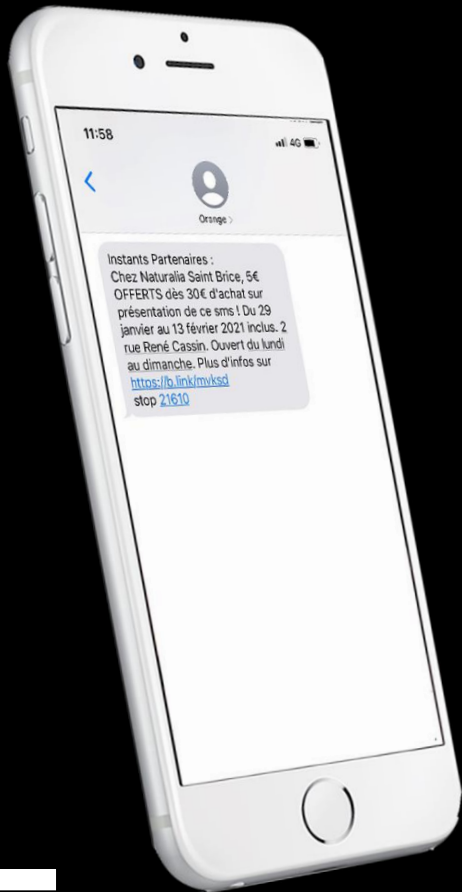 11:58
4G
Orange >
Instants Partenaires :
Chez Naturalia Saint Brice, 5€
OFFERTS dès 30€ d'achat sur
présentation de ce sms ! Du 29
janvier au 13 février 2021 inclus. 2
rue René Cassin. Ouvert du lundi
au dimanche. Plus d'infos sur
https://b.link/mvksd
stop 21610